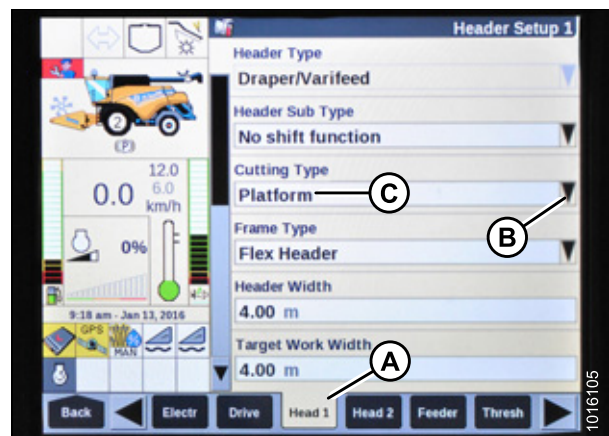 Header Setup 1
Header Type
Draper/Varifeed
Header Sub Type
No shift function
Cutting Type
Platform
C
B
Frame Type
Flex Header
Header Width
4.00 m
Target Work Width
4.00 m
A
2
(P)
12.0
6.0
0.0
km/h
0%
9:18 am - Jan 13, 2016
GPS
MAN
Back
Electr
Drive
Head 1
Head 2
Feeder
Thresh
1016105